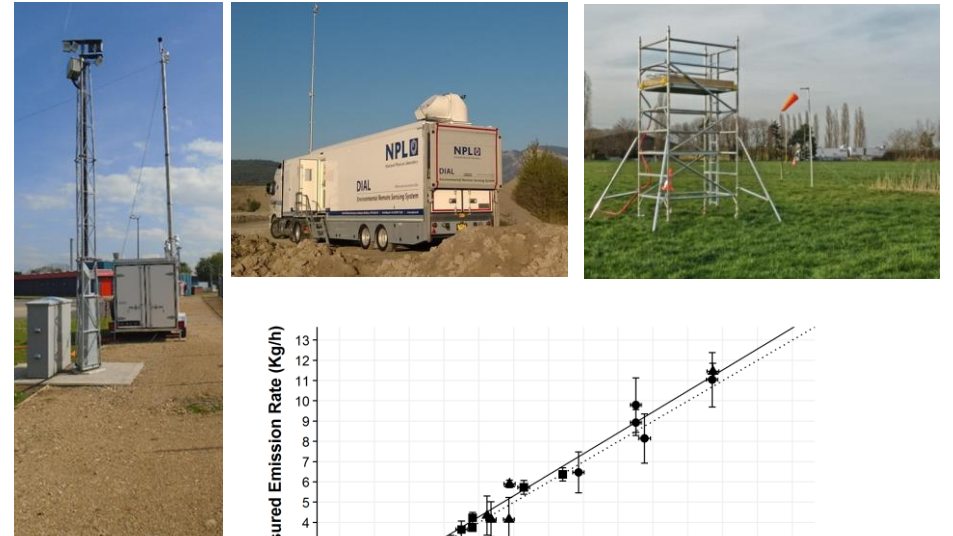 NPL
NPL
DIAL
DIAL
Environmental Remote Sensing System
sured Emission Rate (Kg/h)
13
12
11
10
9
8
7
6
5
4